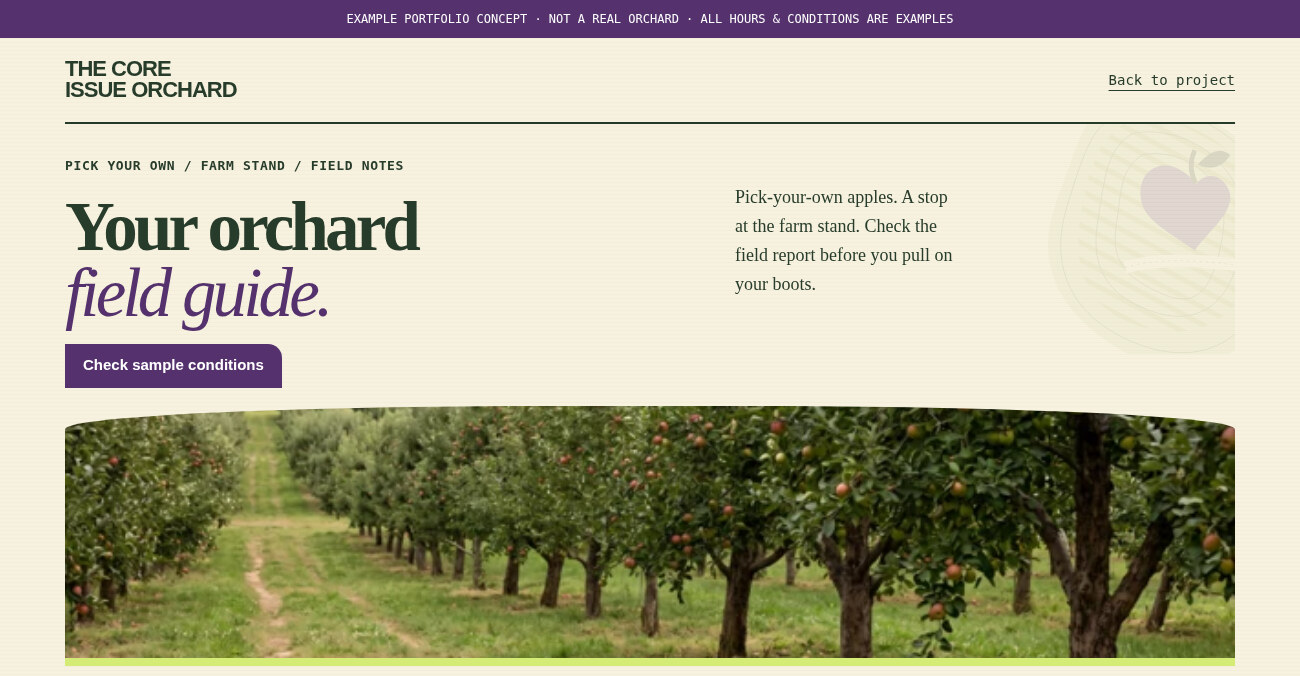 EXAMPLE PORTFOLIO CONCEPT · NOT A REAL ORCHARD · ALL HOURS & CONDITIONS ARE EXAMPLES
THE CORE
ISSUE ORCHARD
Back to project
PICK YOUR OWN / FARM STAND / FIELD NOTES
Your orchard
field guide.
Pick-your-own apples. A stop
at the farm stand. Check the
field report before you pull on
your boots.
Check sample conditions